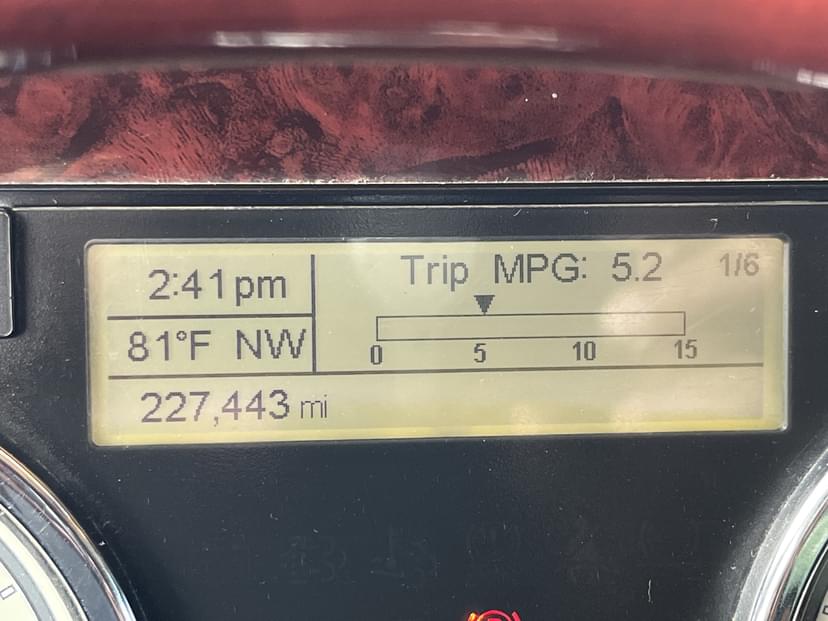 2:41pm
81°F NW
Trip MPG: 5.2
1/6
0 5 10 15
227,443 mi